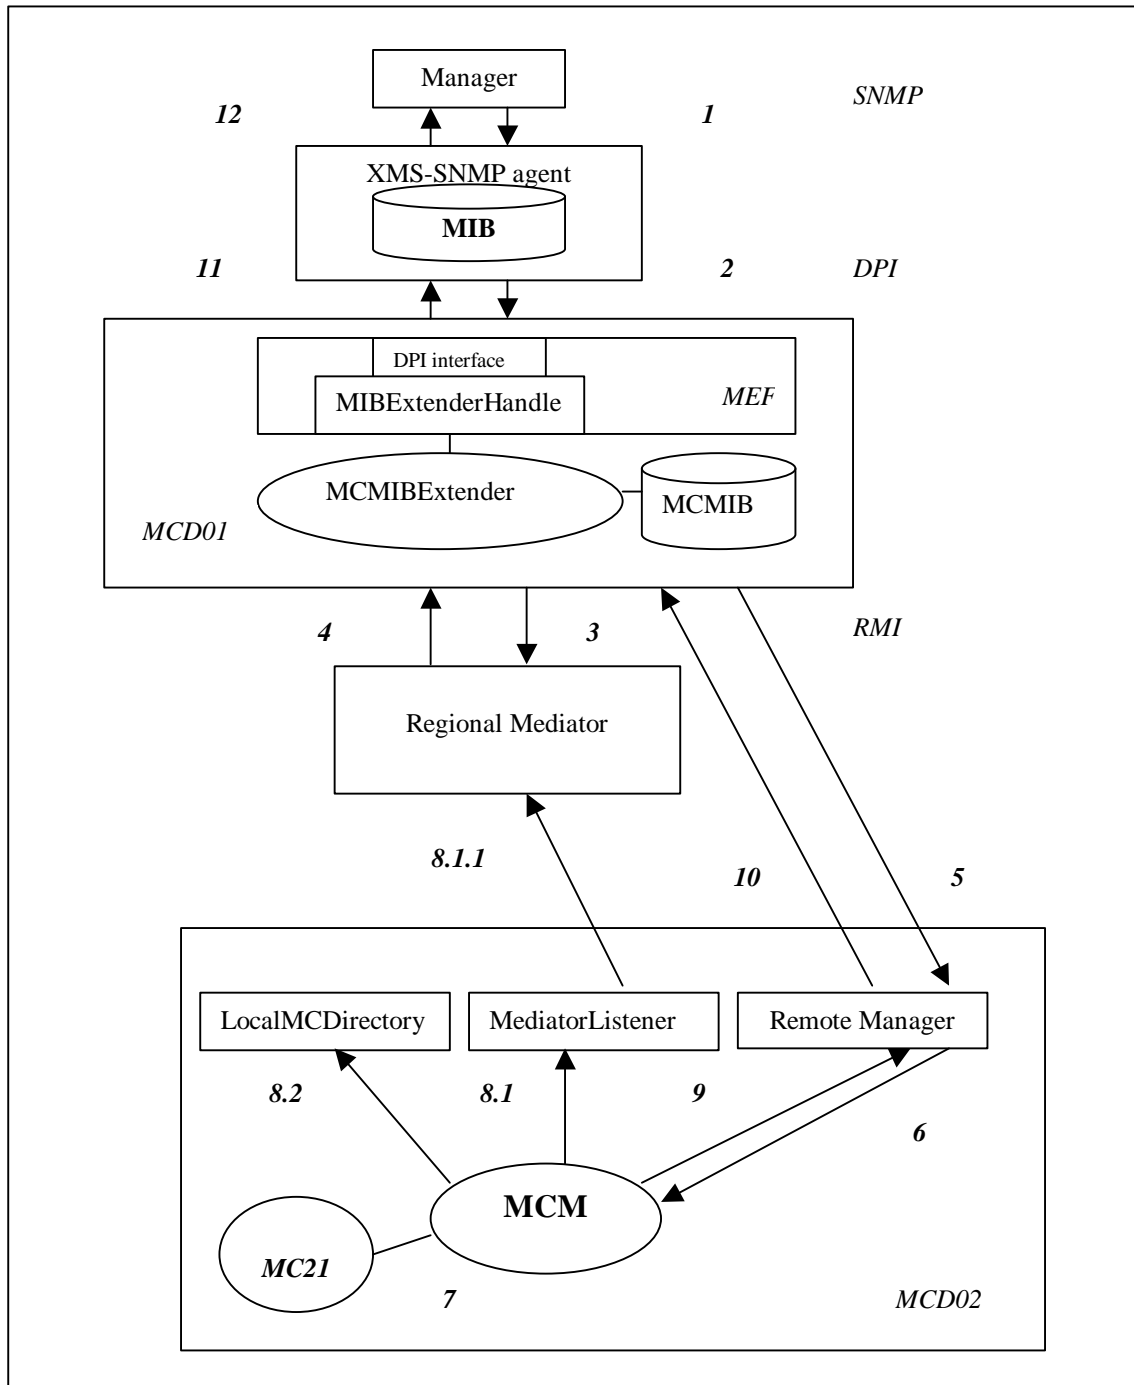 Manager
SNMP
12
1
XMS-SNMP agent
MIB
11
2
DPI
DPI interface
MEF
MIBExtenderHandle
MCMIBExtender
MCMIB
MCD01
4
3
RMI
Regional Mediator
8.1.1
10
5
LocalMCDirectory
MediatorListener
Remote Manager
8.2
8.1
9
6
MCM
MC21
7
MCD02